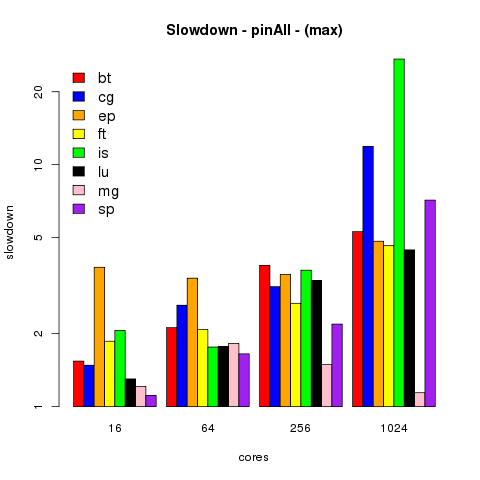 Slowdown - pinAll - (max)
bt
cg
ep
ft
is
lu
mg
sp
slowdown
20
10
5
2
1
16 64 256 1024
cores